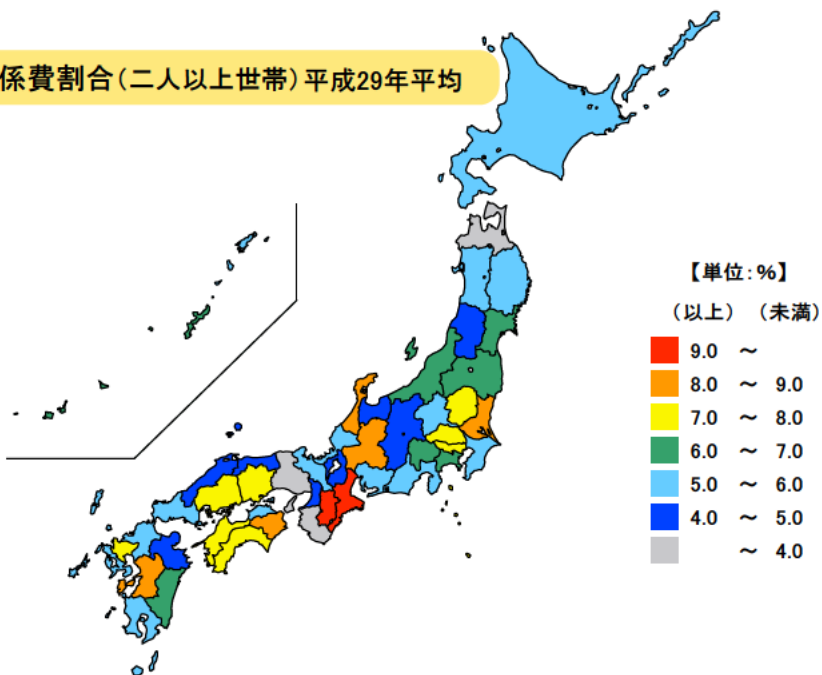 係費割合(二人以上世帯)平成29年平均
【単位:%】
(以上) (未満)
9.0 ~
8.0 ~ 9.0
7.0 ~ 8.0
6.0 ~ 7.0
5.0 ~ 6.0
4.0 ~ 5.0
~ 4.0